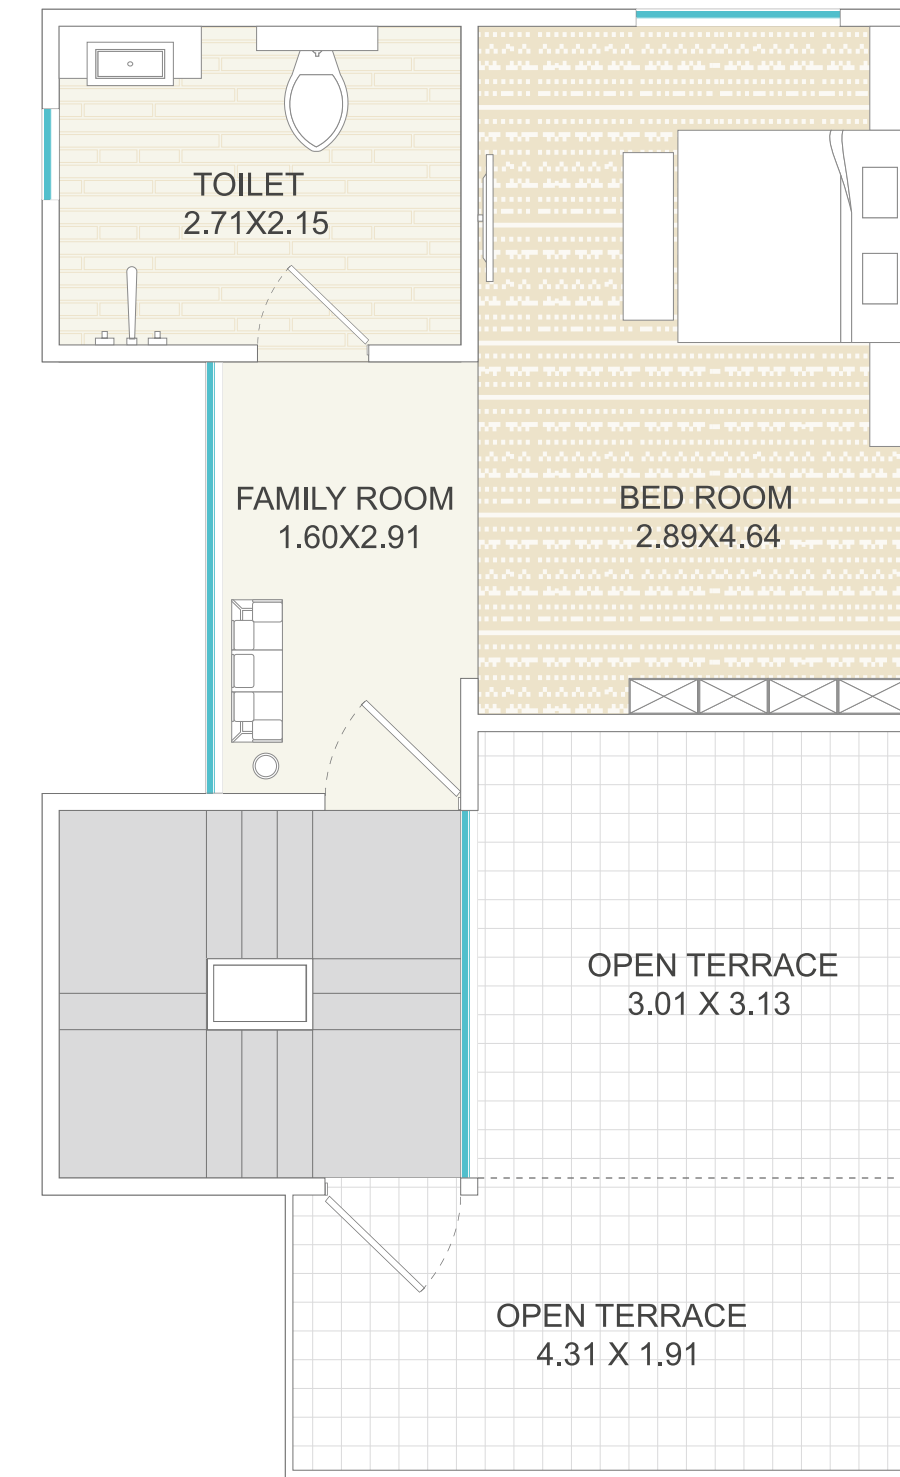 TOILET
2.71X2.15
FAMILY ROOM
1.60X2.91
BED ROOM
2.89X4.64
OPEN TERRACE
3.01 X 3.13
OPEN TERRACE
4.31 X 1.91